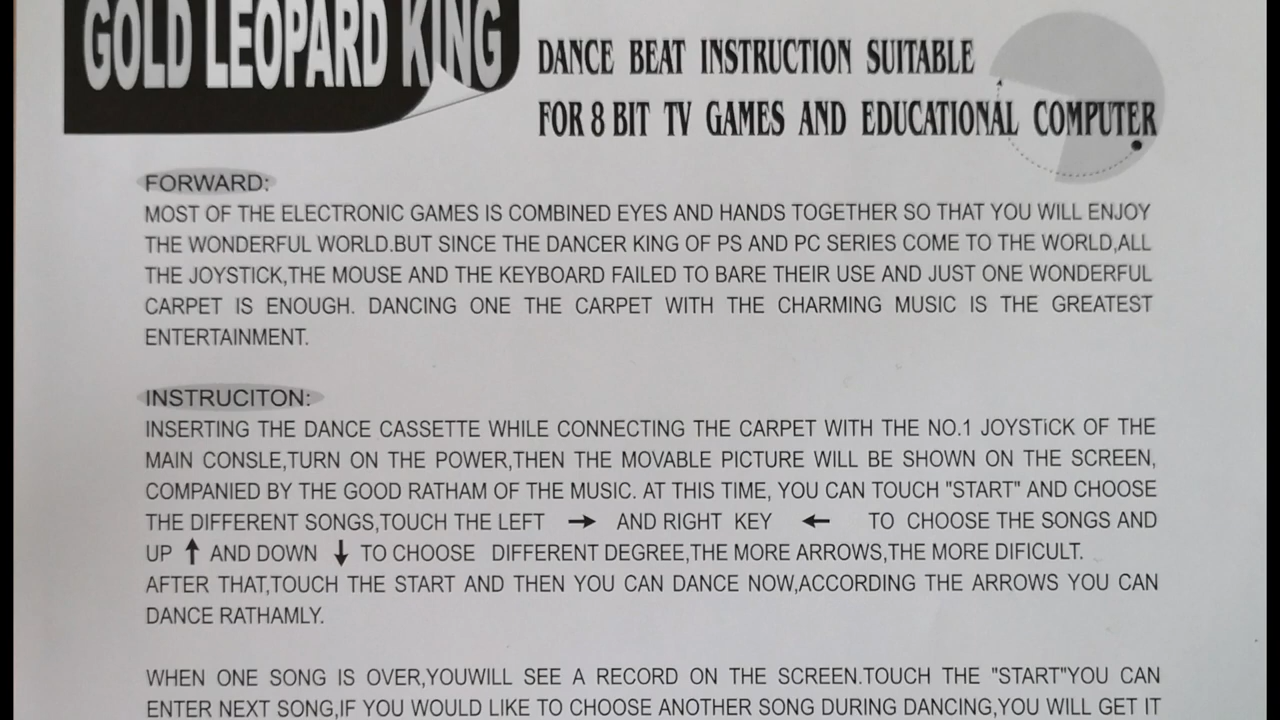 GOLD LEOPARD KING
DANCE BEAT INSTRUCTION SUITABLE
FOR 8 BIT TV GAMES AND EDUCATIONAL COMPUTER
FORWARD:
MOST OF THE ELECTRONIC GAMES IS COMBINED EYES AND HANDS TOGETHER SO THAT YOU WILL ENJOY
THE WONDERFUL WORLD.BUT SINCE THE DANCER KING OF PS AND PC SERIES COME TO THE WORLD,ALL
THE JOYSTICK,THE MOUSE AND THE KEYBOARD FAILED TO BARE THEIR USE AND JUST ONE WONDERFUL
CARPET IS ENOUGH. DANCING ONE THE CARPET WITH THE CHARMING MUSIC IS THE GREATEST
ENTERTAINMENT.
INSTRUCITON:
INSERTING THE DANCE CASSETTE WHILE CONNECTING THE CARPET WITH THE NO.1 JOYSTiCK OF THE
MAIN CONSLE,TURN ON THE POWER,THEN THE MOVABLE PICTURE WILL BE SHOWN ON THE SCREEN,
COMPANIED BY THE GOOD RATHAM OF THE MUSIC. AT THIS TIME, YOU CAN TOUCH "START" AND CHOOSE
THE DIFFERENT SONGS,TOUCH THE LEFT → AND RIGHT KEY ← TO CHOOSE THE SONGS AND
UP ↑ AND DOWN ↓ TO CHOOSE DIFFERENT DEGREE,THE MORE ARROWS,THE MORE DIFICULT.
AFTER THAT,TOUCH THE START AND THEN YOU CAN DANCE NOW,ACCORDING THE ARROWS YOU CAN
DANCE RATHAMLY.
WHEN ONE SONG IS OVER,YOUWILL SEE A RECORD ON THE SCREEN.TOUCH THE "START"YOU CAN
ENTER NEXT SONG,IF YOU WOULD LIKE TO CHOOSE ANOTHER SONG DURING DANCING,YOU WILL GET IT